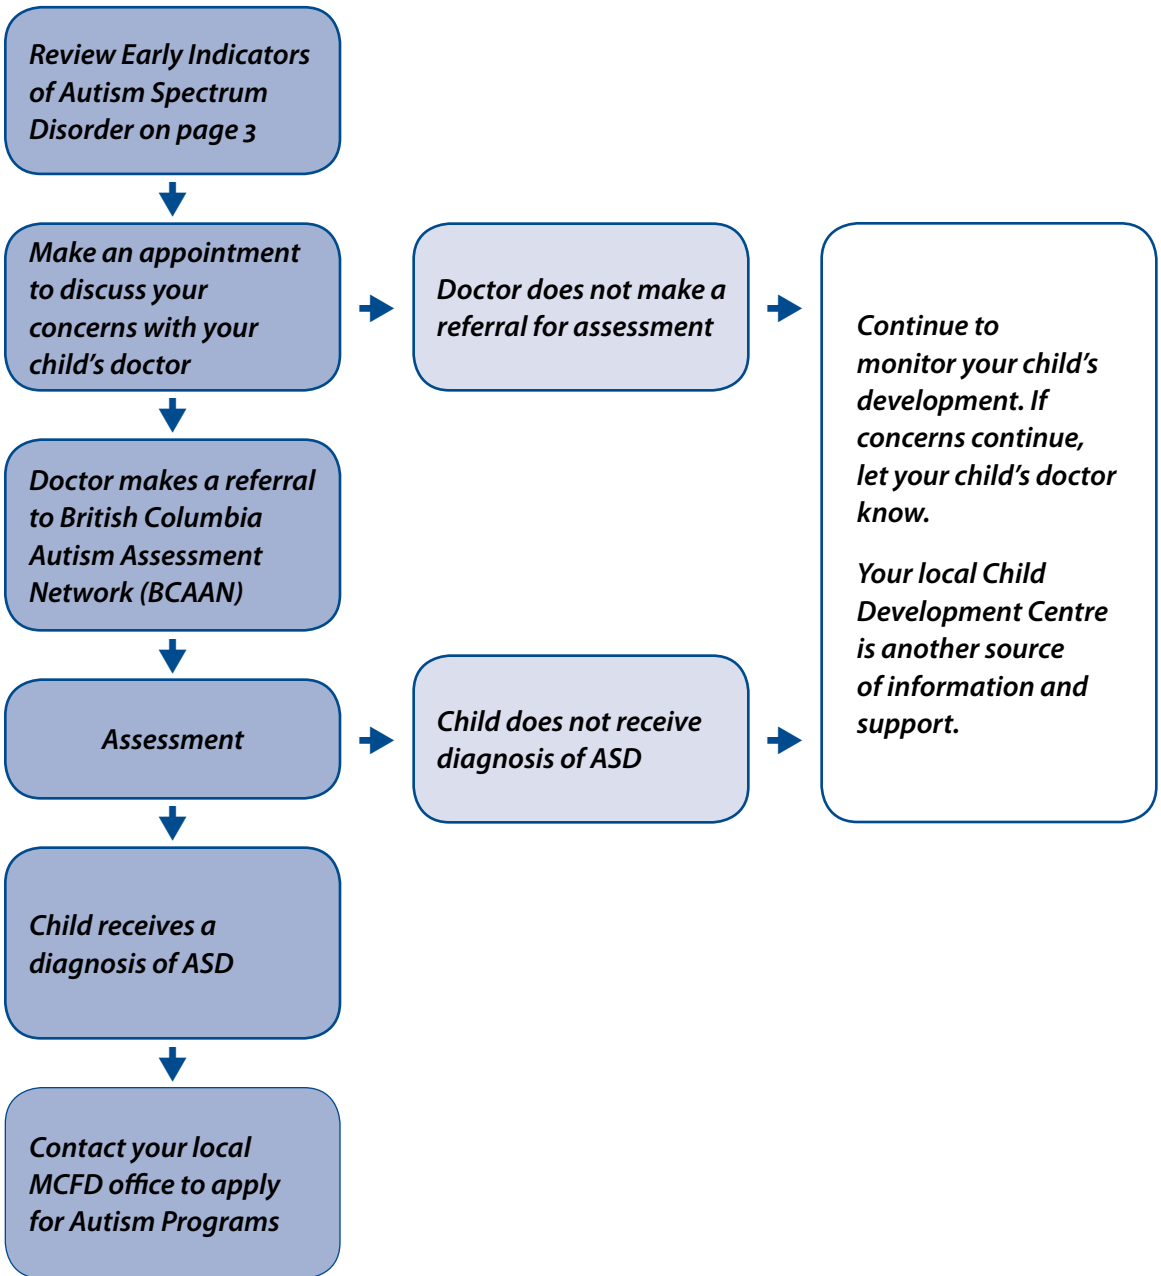 Review Early Indicators
of Autism Spectrum
Disorder on page 3
Make an appointment
to discuss your
concerns with your
child's doctor
Doctor does not make a
referral for assessment
Continue to
monitor your child's
development. If
concerns continue,
let your child's doctor
know.
Your local Child
Development Centre
is another source
of information and
support.
Doctor makes a referral
to British Columbia
Autism Assessment
Network (BCAAN)
Assessment
Child does not receive
diagnosis of ASD
Child receives a
diagnosis of ASD
Contact your local
MCFD office to apply
for Autism Programs